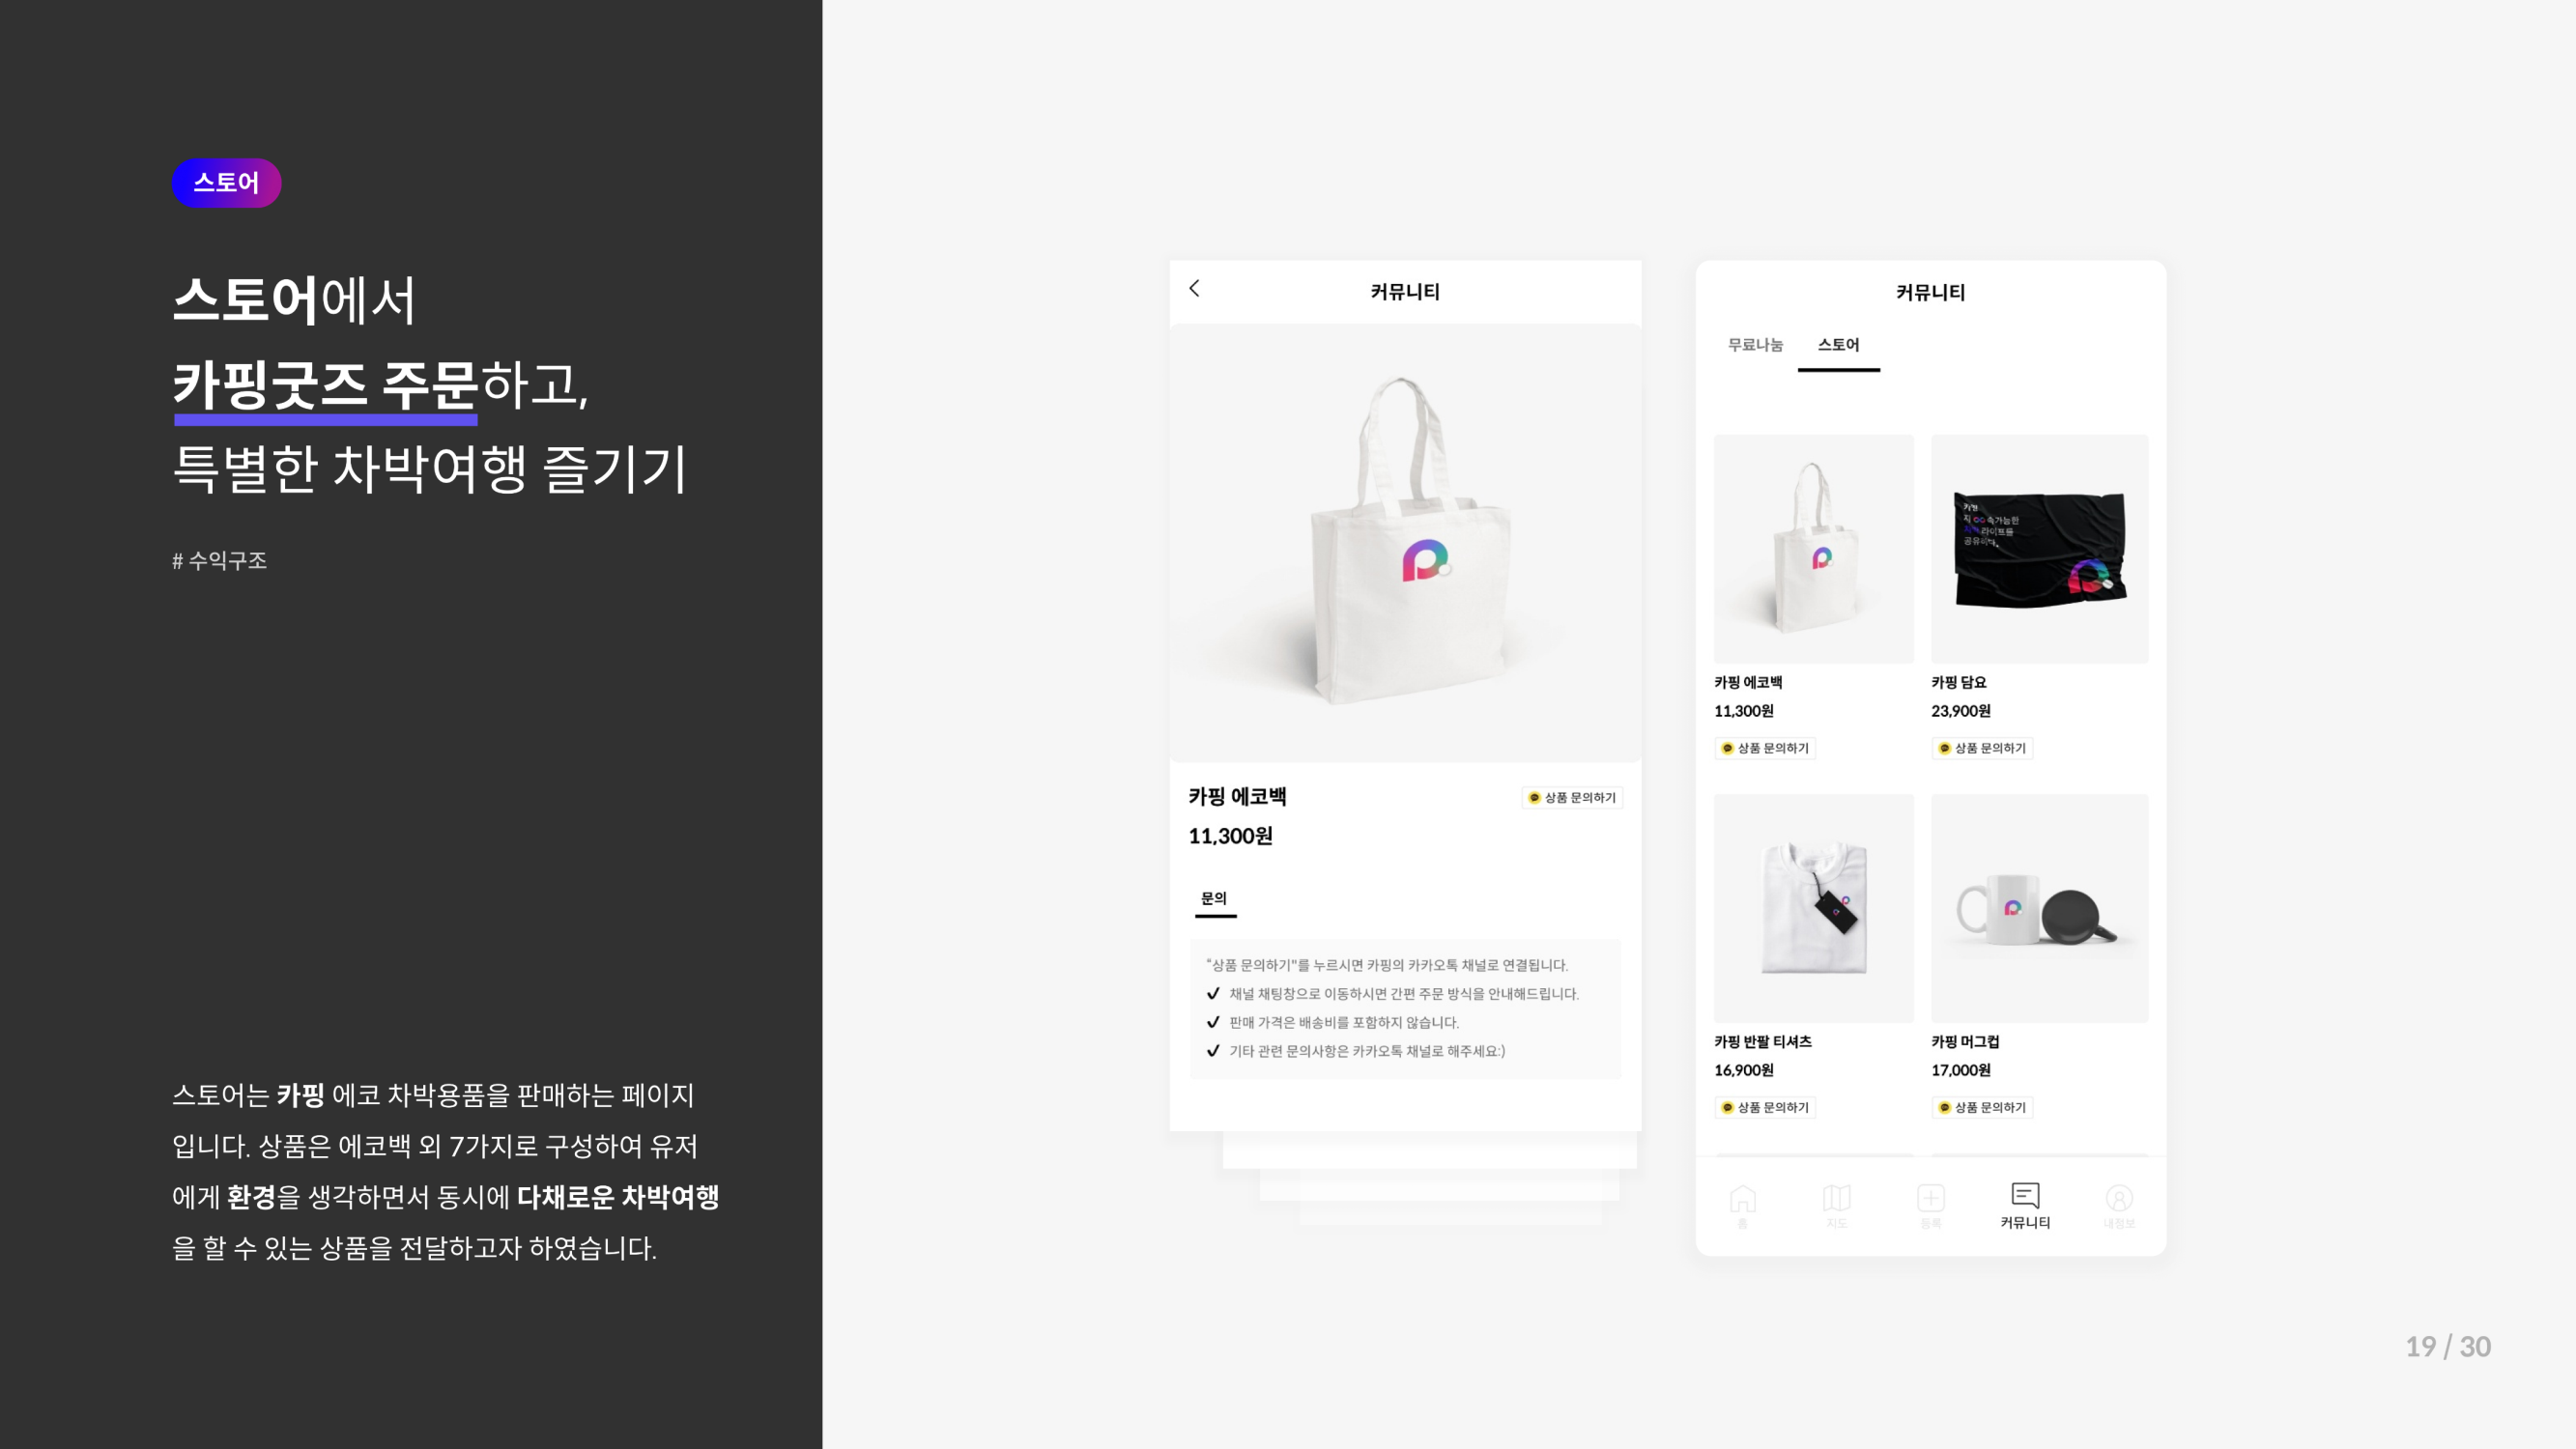 스토어
스토어에서
카핑굿즈 주문하고,
특별한 차박여행 즐기기
# 수익구조
스토어는 카핑 에코 차박용품을 판매하는 페이지
입니다. 상품은 에코백 외 7가지로 구성하여 유저
에게 환경을 생각하면서 동시에 다채로운 차박여행
을 할 수 있는 상품을 전달하고자 하였습니다.
커뮤니티
카핑 에코백
상품 문의하기
11,300원
문의
“상품 문의하기"를 누르시면 카핑의 카카오톡 채널로 연결됩니다.
채널 채팅창으로 이동하시면 간편 주문 방식을 안내해드립니다.
판매 가격은 배송비를 포함하지 않습니다.
기타 관련 문의사항은 카카오톡 채널로 해주세요:)
커뮤니티
무료나눔 스토어
카핑
속가능한
라이트를
카핑 에코백 카핑 담요
11,300원 23,900원
상품 문의하기 상품 문의하기
카핑 반팔 티셔츠 카핑 머그컵
16,900원 17,000원
상품 문의하기 상품 문의하기
홈 지도 등록 커뮤니티 내정보
19 / 30